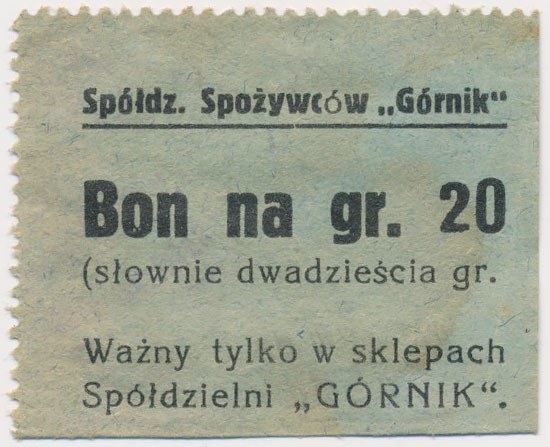 Spółdz. Spożywców „Górnik“
Bon na gr. 20
(słownie dwadzieścia gr.
Ważny tylko w sklepach
Spółdzielni „GÓRNIK“.